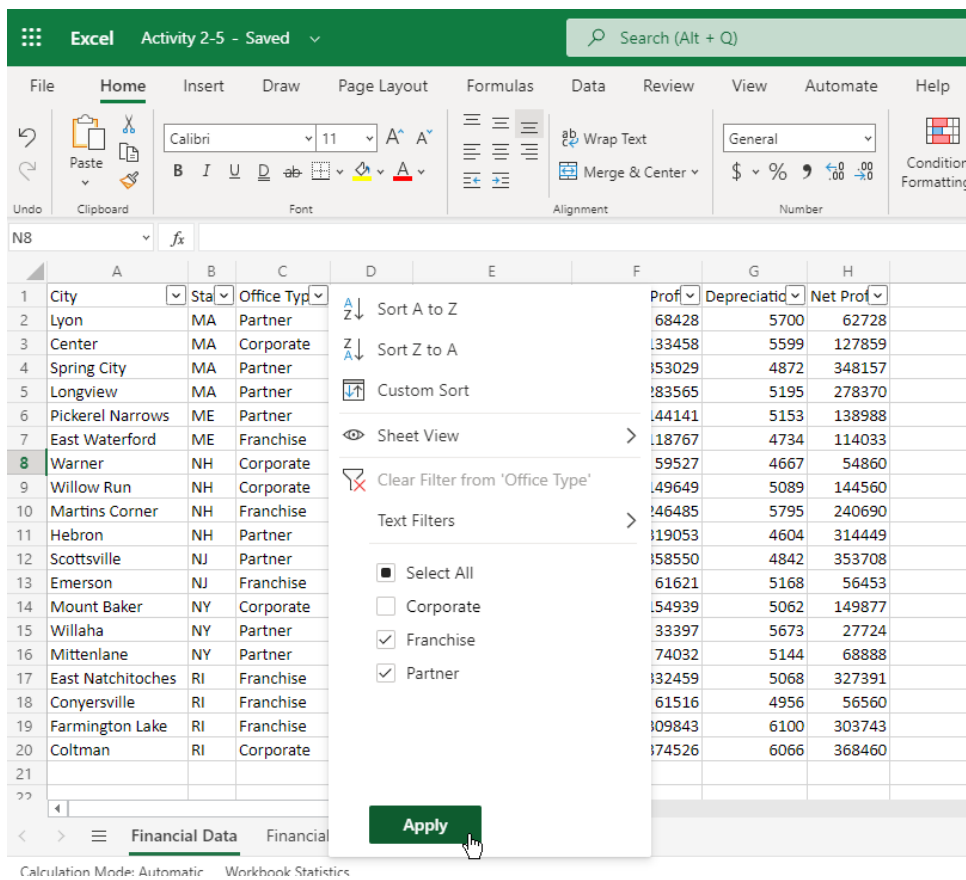 Excel Activity 2-5 - Saved Search (Alt + Q)
File Home Insert Draw Page Layout Formulas Data Review View Automate Help
Calibri 11 A^ A˅ ab Wrap Text General
Paste B I U D ab A Merge & Center $ % 9 .00 .00 Condition
Formatting
Undo Clipboard Font Alignment Number
N8 fx
A B C D E F G H
1 City Sta Office Typ Prof Depreciatio Net Prof
2 Lyon MA Partner 68428 5700 62728
3 Center MA Corporate 133458 5599 127859
4 Spring City MA Partner 353029 4872 348157
5 Longview MA Partner 283565 5195 278370
6 Pickerel Narrows ME Partner 144141 5153 138988
7 East Waterford ME Franchise 118767 4734 114033
8 Warner NH Corporate 59527 4667 54860
9 Willow Run NH Corporate 149649 5089 144560
10 Martins Corner NH Franchise 246485 5795 240690
11 Hebron NH Partner 319053 4604 314449
12 Scottsville NJ Partner 358550 4842 353708
13 Emerson NJ Franchise 61621 5168 56453
14 Mount Baker NY Corporate 154939 5062 149877
15 Willaha NY Partner 33397 5673 27724
16 Mittenlane NY Partner 74032 5144 68888
17 East Natchitoches RI Franchise 332459 5068 327391
18 Conyersville RI Franchise 61516 4956 56560
19 Farmington Lake RI Franchise 309843 6100 303743
20 Coltman RI Corporate 374526 6066 368460
21
22
Sort A to Z
Sort Z to A
Custom Sort
Sheet View
Clear Filter from 'Office Type'
Text Filters
Select All
Corporate
Franchise
Partner
Apply
Financial Data Financial
Calculation Mode: Automatic Workbook Statistics